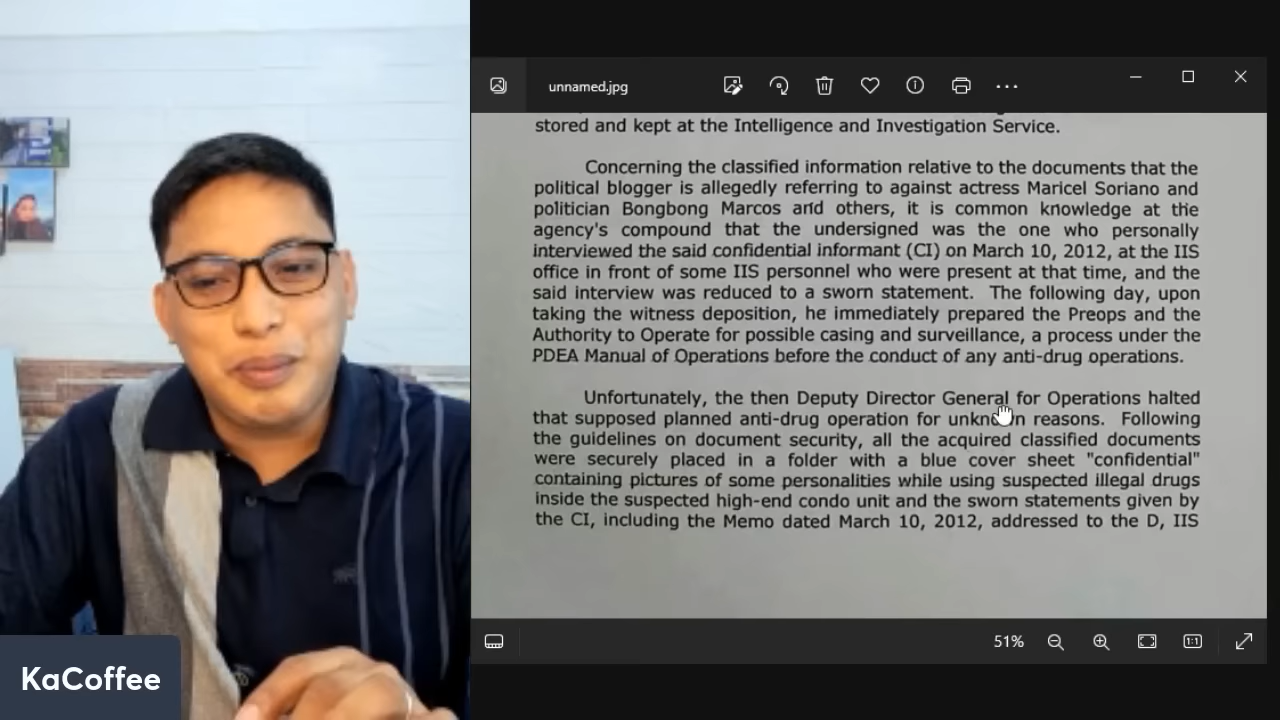 unnamed.jpg
stored and kept at the Intelligence and Investigation Service.
Concerning the classified information relative to the documents that the
political blogger is allegedly referring to against actress Maricel Soriano and
politician Bongbong Marcos and others, it is common knowledge at the
agency's compound that the undersigned was the one who personally
interviewed the said confidential informant (CI) on March 10, 2012, at the IIS
office in front of some IIS personnel who were present at that time, and the
said interview was reduced to a sworn statement. The following day, upon
taking the witness deposition, he immediately prepared the Preops and the
Authority to Operate for possible casing and surveillance, a process under the
PDEA Manual of Operations before the conduct of any anti-drug operations.
Unfortunately, the then Deputy Director General for Operations halted
that supposed planned anti-drug operation for unknown reasons. Following
the guidelines on document security, all the acquired classified documents
were securely placed in a folder with a blue cover sheet "confidential"
containing pictures of some personalities while using suspected illegal drugs
inside the suspected high-end condo unit and the sworn statements given by
the CI, including the Memo dated March 10, 2012, addressed to the D, IIS
51%
1:1
KaCoffee